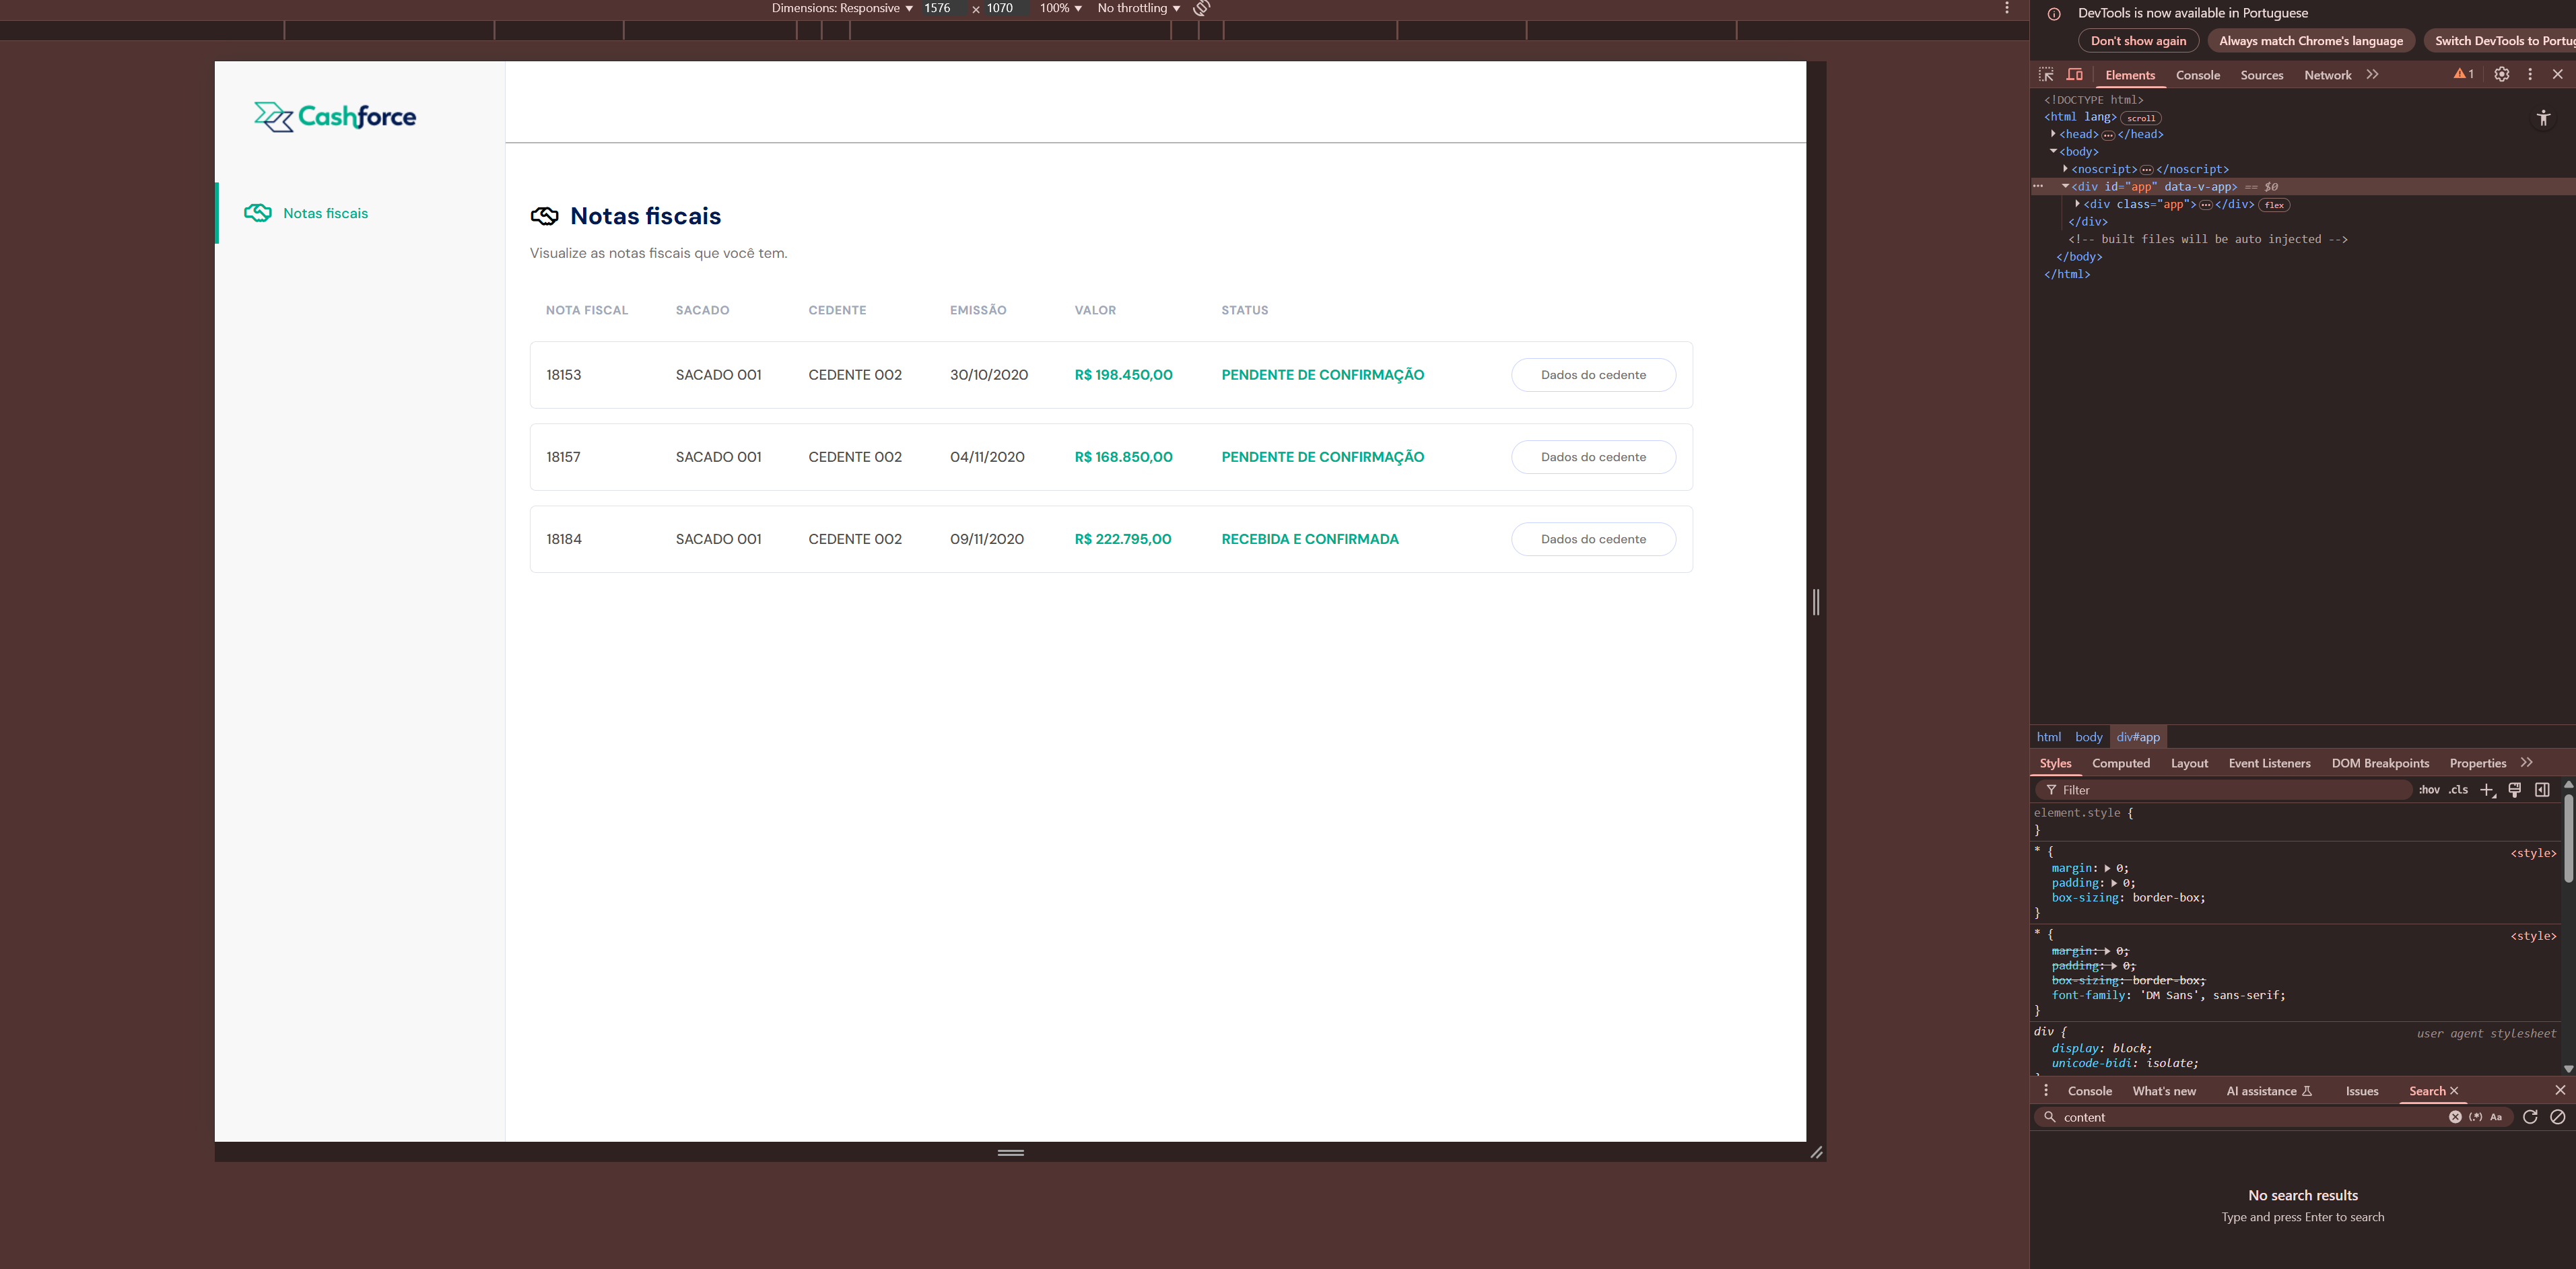 Dimensions: Responsive 1576 × 1070 100% No throttling
Cashforce
Notas fiscais
Notas fiscais
Visualize as notas fiscais que você tem.
NOTA FISCAL SACADO CEDENTE EMISSÃO VALOR STATUS
18153 SACADO 001 CEDENTE 002 30/10/2020 R$ 198.450,00 PENDENTE DE CONFIRMAÇÃO Dados do cedente
18157 SACADO 001 CEDENTE 002 04/11/2020 R$ 168.850,00 PENDENTE DE CONFIRMAÇÃO Dados do cedente
18184 SACADO 001 CEDENTE 002 09/11/2020 R$ 222.795,00 RECEBIDA E CONFIRMADA Dados do cedente
DevTools is now available in Portuguese
Don't show again Always match Chrome's language Switch DevTools to Portug
Elements Console Sources Network 1
<!DOCTYPE html>
<html lang> scroll
<head> … </head>
<body>
<noscript> … </noscript>
… <div id="app" data-v-app> == $0
<div class="app"> … </div> flex
</div>
<!-- built files will be auto injected -->
</body>
</html>
html body div#app
Styles Computed Layout Event Listeners DOM Breakpoints Properties
Filter :hov .cls
element.style {
}
* { <style>
margin: 0;
padding: 0;
box-sizing: border-box;
}
* { <style>
margin: 0;
padding: 0;
box-sizing: border-box;
font-family: 'DM Sans', sans-serif;
}
div { user agent stylesheet
display: block;
unicode-bidi: isolate;
Console What's new AI assistance Issues Search
content (.*) Aa
No search results
Type and press Enter to search